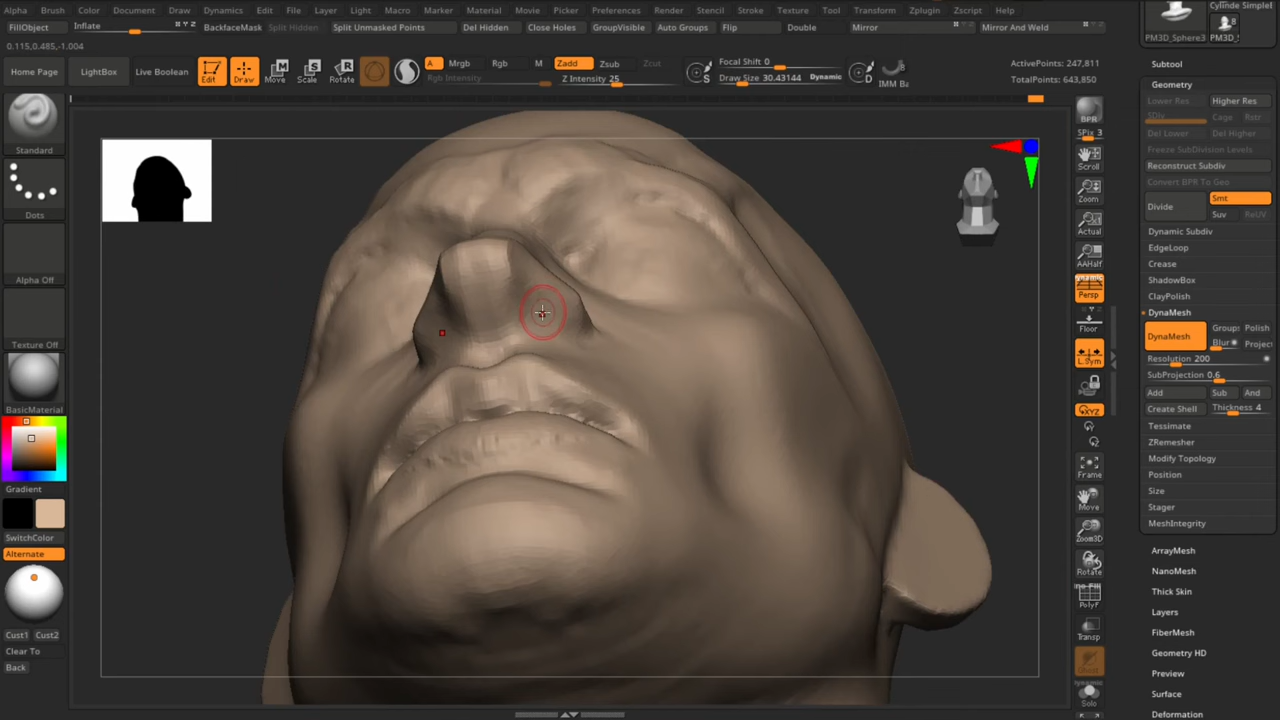 Alpha Brush Color Document Draw Dynamics Edit File Layer Light Macro Marker Material Movie Picker Preferences Render Stencil Stroke Texture Tool Transform Zplugin Zscript Help
FillObject Inflate BackfaceMask Split Hidden Split Unmasked Points Del Hidden Close Holes GroupVisible Auto Groups Flip Double Mirror Mirror And Weld
0.115,0.485,-1.004
Home Page LightBox Live Boolean Edit Draw Move Scale Rotate
A Mrgb Rgb M Zadd Zsub Zcut
Rgb Intensity Z Intensity 25
Focal Shift 0
Draw Size 30.43144 Dynamic
S D IMM Ba
ActivePoints: 247,811
TotalPoints: 643,850
Standard
Dots
Alpha Off
Texture Off
BasicMaterial
Gradient
SwitchColor
Alternate
Cust1 Cust2
Clear To
Back
BPR
SPix 3
Scroll
Zoom
Actual
AAHalf
Dynamic
Persp
Floor
L.Sym
XYZ
Frame
Move
Zoom3D
Rotate
PolyF
Transp
Ghost
Dynamic
Solo
Cylinde Simplel
PM3D_Sphere3 PM3D_S
Subtool
Geometry
Lower Res Higher Res
SDiv Cage Rstr
Del Lower Del Higher
Freeze SubDivision Levels
Reconstruct Subdiv
Convert BPR To Geo
Divide Smt
Suv ReUV
Dynamic Subdiv
EdgeLoop
Crease
ShadowBox
ClayPolish
DynaMesh
DynaMesh Groups Polish
Blur Project
Resolution 200
SubProjection 0.6
Add Sub And
Create Shell Thickness 4
Tessimate
ZRemesher
Modify Topology
Position
Size
Stager
MeshIntegrity
ArrayMesh
NanoMesh
Thick Skin
Layers
FiberMesh
Geometry HD
Preview
Surface
Deformation